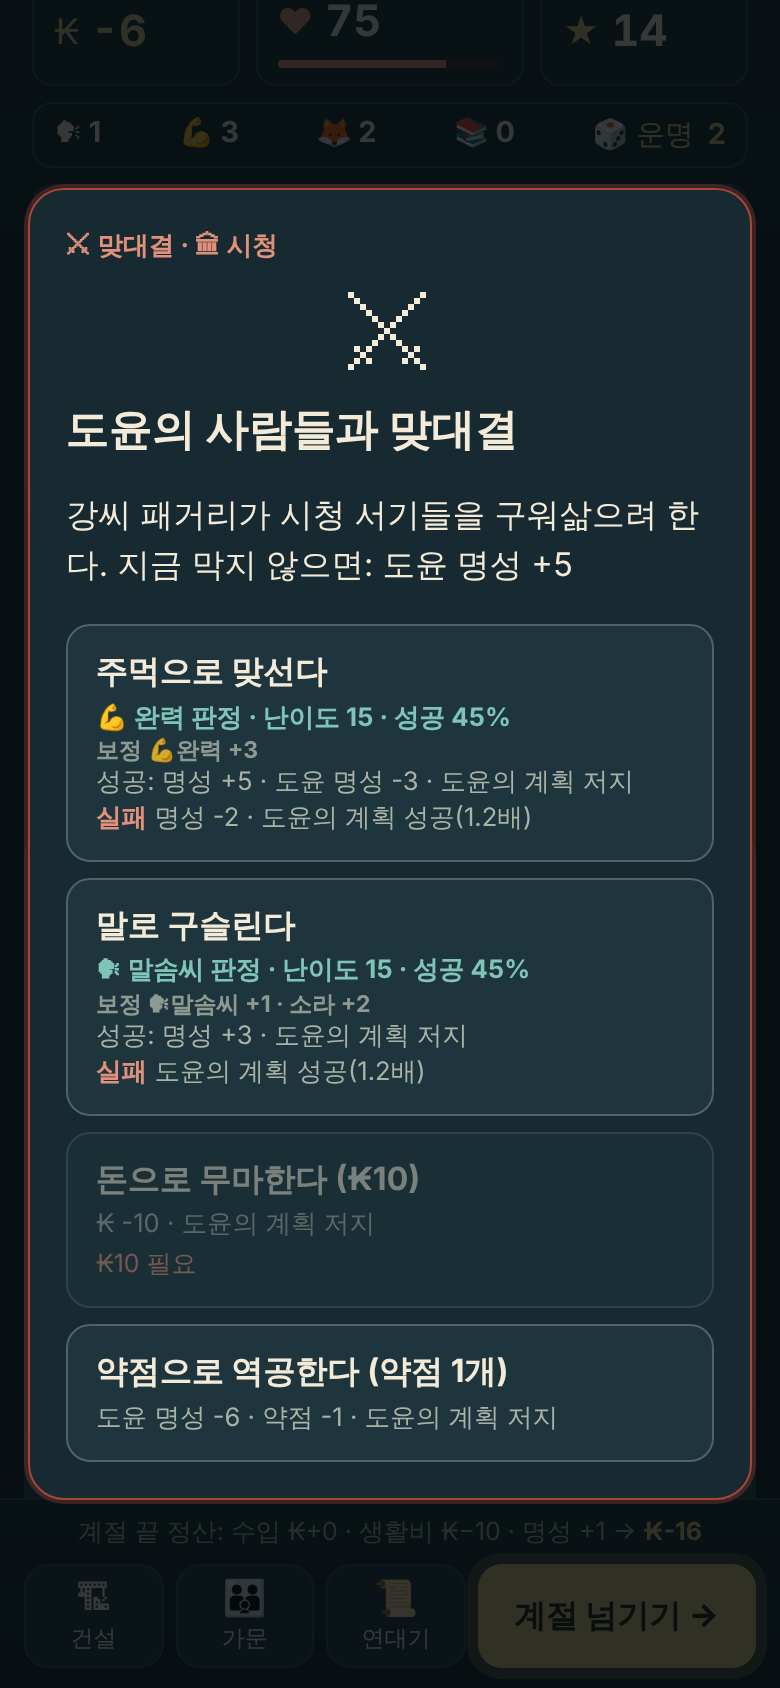 ₭ -6
75
★ 14
1
3
2
0
운명 2
맞대결 · 시청
도윤의 사람들과 맞대결
강씨 패거리가 시청 서기들을 구워삶으려 한
다. 지금 막지 않으면: 도윤 명성 +5
주먹으로 맞선다
완력 판정 · 난이도 15 · 성공 45%
보정 완력 +3
성공: 명성 +5 · 도윤 명성 -3 · 도윤의 계획 저지
실패 명성 -2 · 도윤의 계획 성공(1.2배)
말로 구슬린다
말솜씨 판정 · 난이도 15 · 성공 45%
보정 말솜씨 +1 · 소라 +2
성공: 명성 +3 · 도윤의 계획 저지
실패 도윤의 계획 성공(1.2배)
돈으로 무마한다 (₭10)
₭ -10 · 도윤의 계획 저지
₭10 필요
약점으로 역공한다 (약점 1개)
도윤 명성 -6 · 약점 -1 · 도윤의 계획 저지
계절 끝 정산: 수입 ₭+0 · 생활비 ₭−10 · 명성 +1 → ₭-16
건설
가문
연대기
계절 넘기기 →